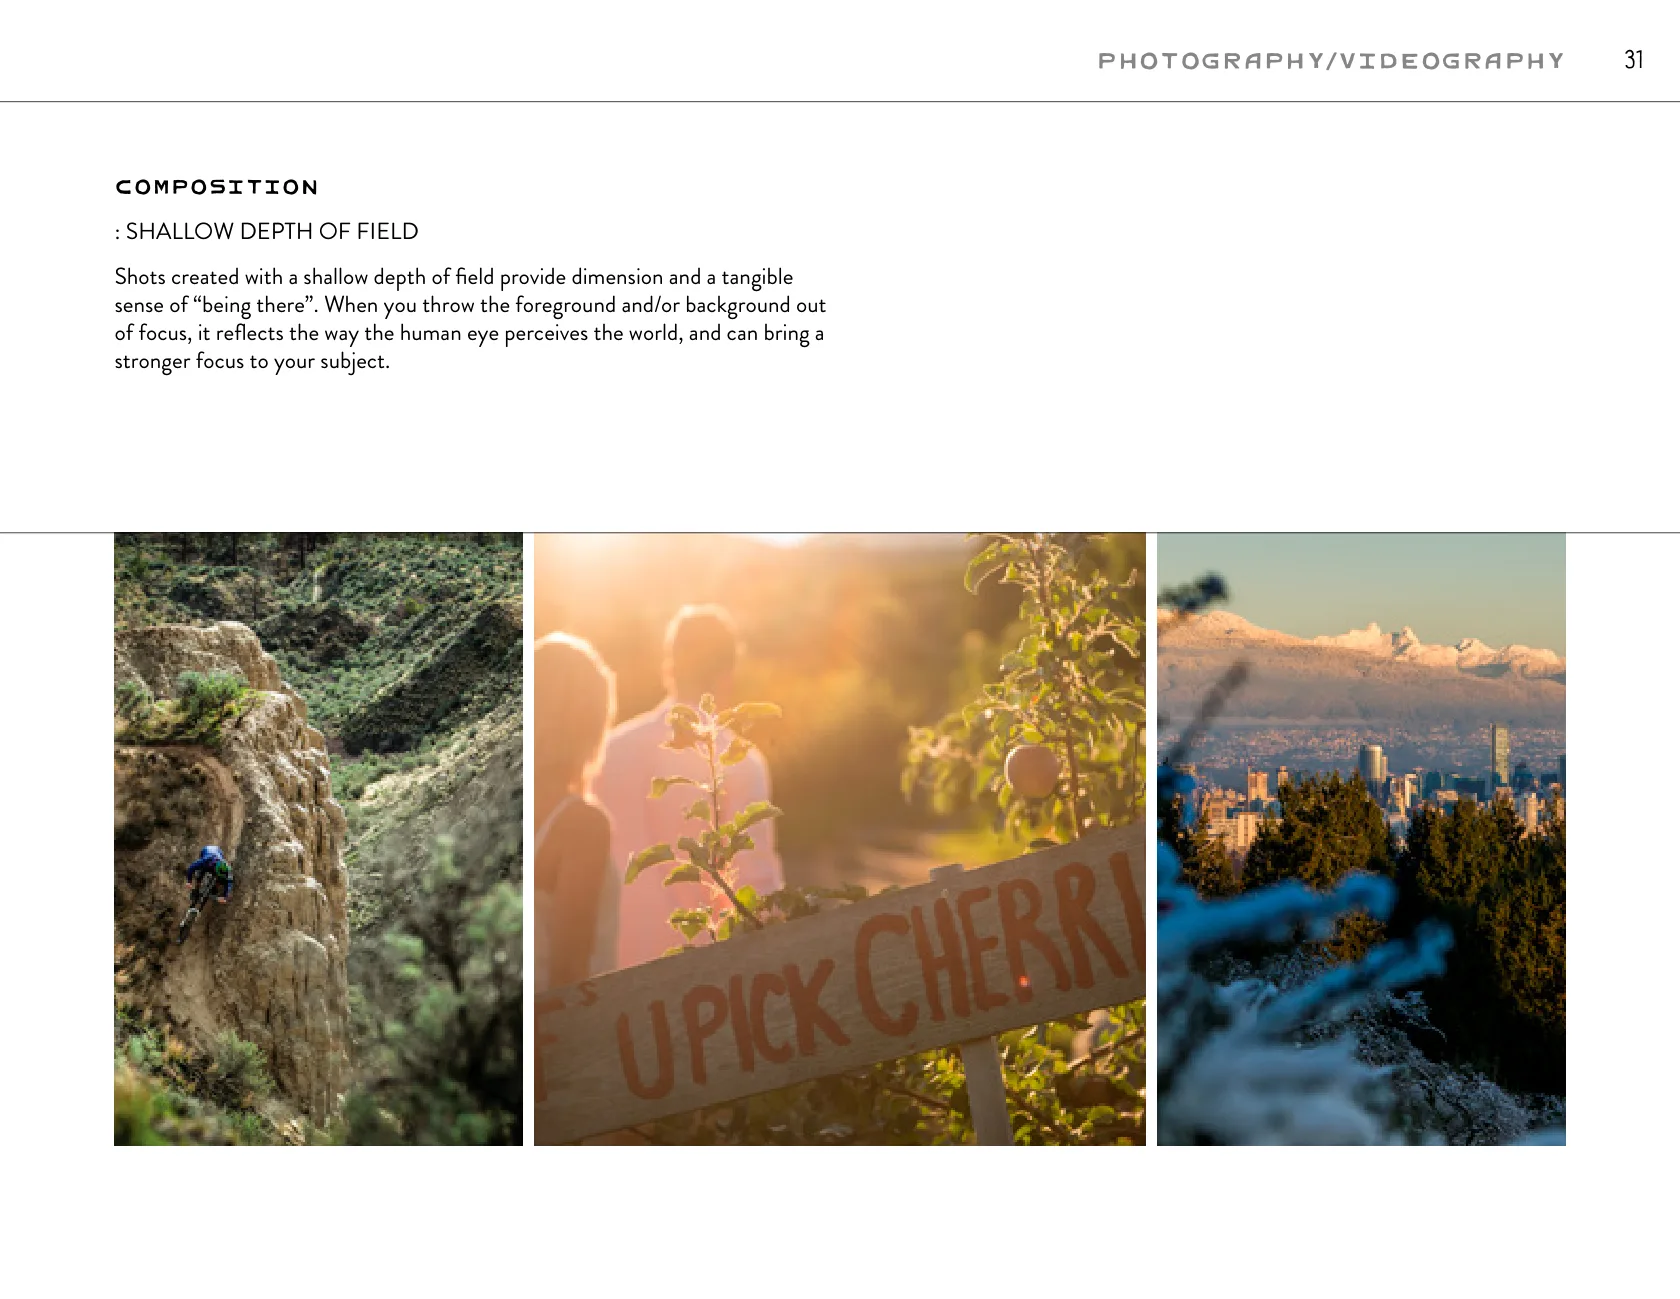 PHOTOGRAPHY/VIDEOGRAPHY 31
COMPOSITION
: SHALLOW DEPTH OF FIELD
Shots created with a shallow depth of field provide dimension and a tangible
sense of “being there”. When you throw the foreground and/or background out
of focus, it reflects the way the human eye perceives the world, and can bring a
stronger focus to your subject.
UPICK CHERRI